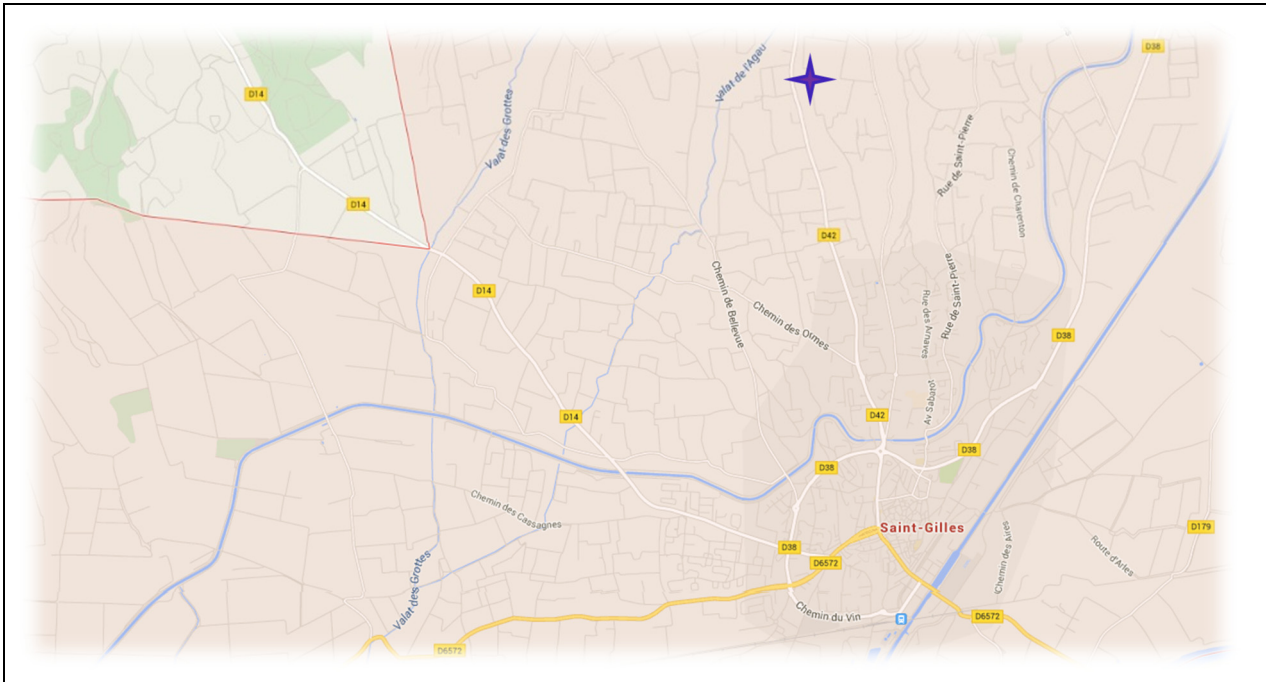 D38
Valat de l'Agau
D14
Valat des Grottes
Rue de Saint-Pierre
Chemin de Charenton
D14
D42
D14
Chemin de Bellevue
Chemin des Ormes
Rue des Arnaves
Rue de Saint-Pierre
D38
D14
D42
Av Sabatot
D38
D38
Chemin des Cassagnes
Saint-Gilles
D179
D38
D6572
Chemin des Aires
Route d'Arles
Valat des Grottes
Chemin du Vin
D6572
D6572